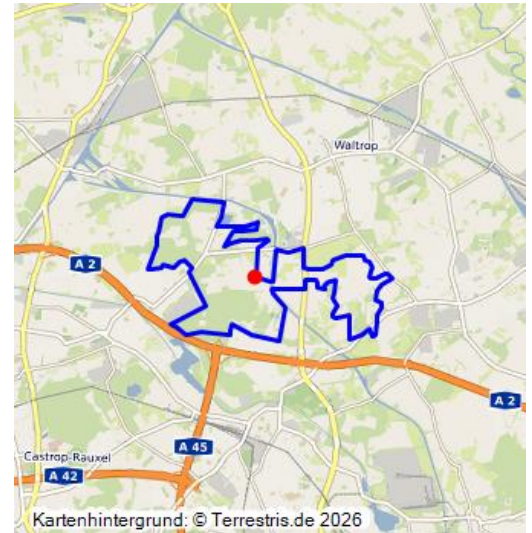 Waltrop
A 2
A 2
A 45
Castrop-Rauxel
A 42
Kartenhintergrund: © Terrestris.de 2026